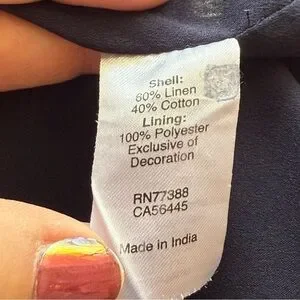 Shell:
60% Linen
40% Cotton
Lining:
100% Polyester
Exclusive of
Decoration
RN77388
CA56445
Made in India